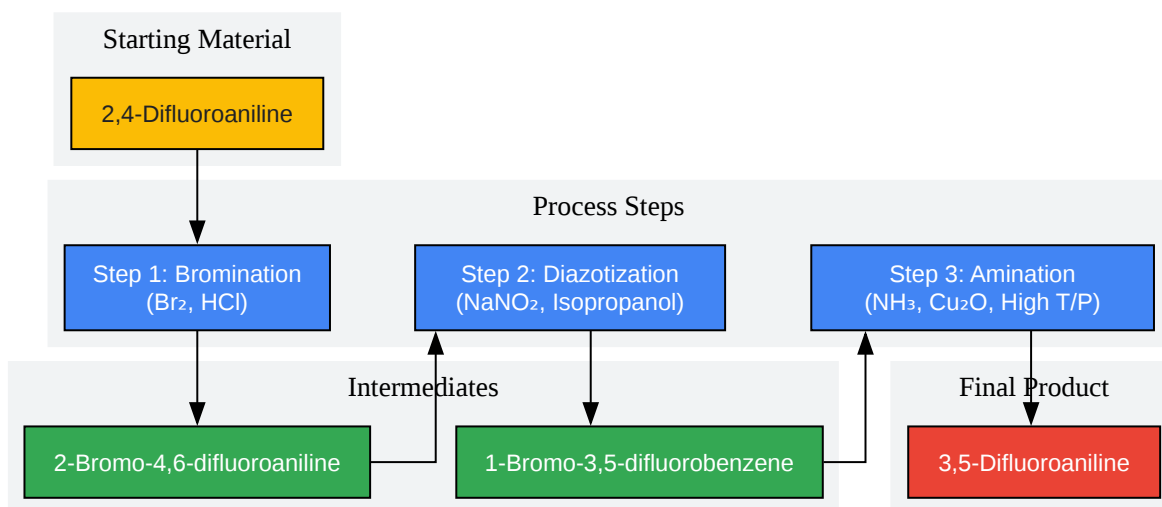 Starting Material
2,4-Difluoroaniline
Process Steps
Step 1: Bromination
(Br₂, HCl)
Step 2: Diazotization
(NaNO₂, Isopropanol)
Step 3: Amination
(NH₃, Cu₂O, High T/P)
Intermediates
Final Product
2-Bromo-4,6-difluoroaniline
1-Bromo-3,5-difluorobenzene
3,5-Difluoroaniline